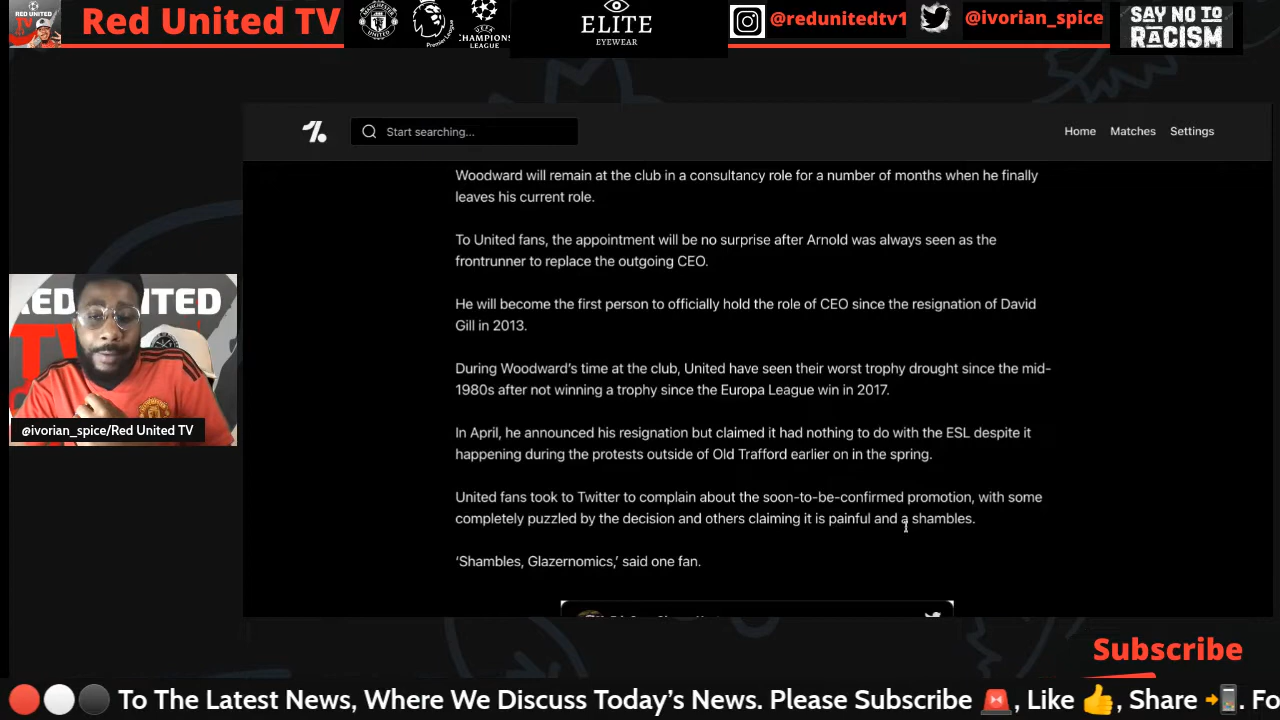 Red United TV
CHAMPIONS
LEAGUE
ELITE
EYEWEAR
@redunitedtv1
@ivorian_spice
SAY NO TO
RACISM
Start searching...
Home
Matches
Settings
Woodward will remain at the club in a consultancy role for a number of months when he finally
leaves his current role.
To United fans, the appointment will be no surprise after Arnold was always seen as the
frontrunner to replace the outgoing CEO.
He will become the first person to officially hold the role of CEO since the resignation of David
Gill in 2013.
During Woodward's time at the club, United have seen their worst trophy drought since the mid-
1980s after not winning a trophy since the Europa League win in 2017.
In April, he announced his resignation but claimed it had nothing to do with the ESL despite it
happening during the protests outside of Old Trafford earlier on in the spring.
United fans took to Twitter to complain about the soon-to-be-confirmed promotion, with some
completely puzzled by the decision and others claiming it is painful and a shambles.
‘Shambles, Glazernomics,’ said one fan.
RED UNITED
TV
@ivorian_spice/Red United TV
Subscribe
🔴⚪⚫ To The Latest News, Where We Discuss Today’s News. Please Subscribe 🚨, Like 👍, Share 📲. Fo